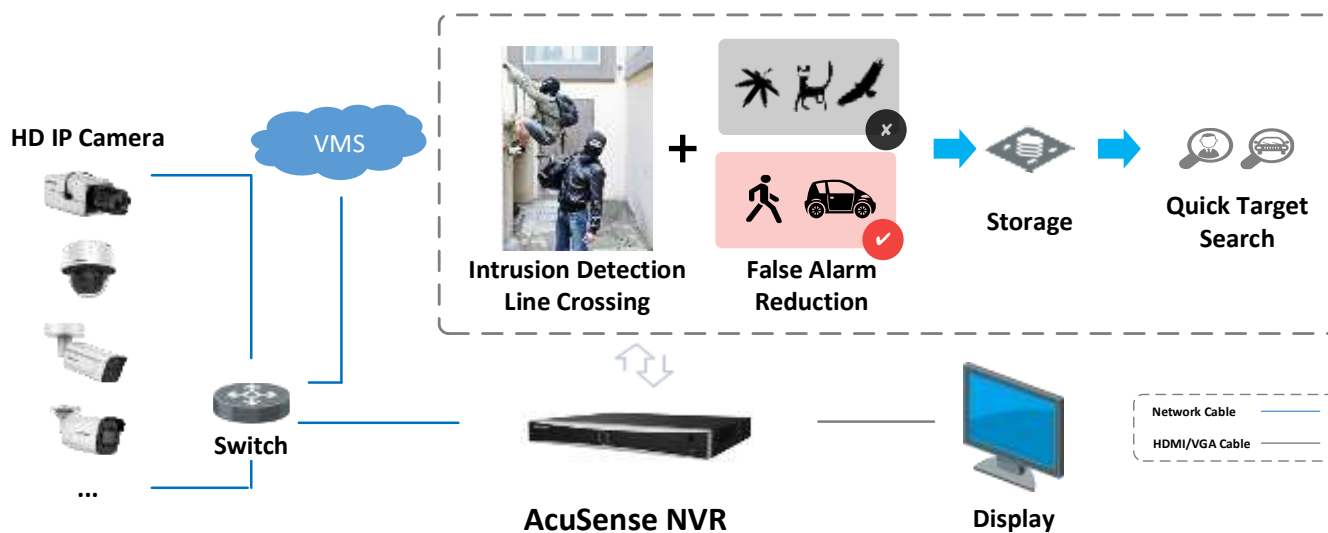 HD IP Camera
VMS
Intrusion Detection
Line Crossing
+
False Alarm
Reduction
Storage
Quick Target
Search
Switch
...
AcuSense NVR
Display
Network Cable
HDMI/VGA Cable